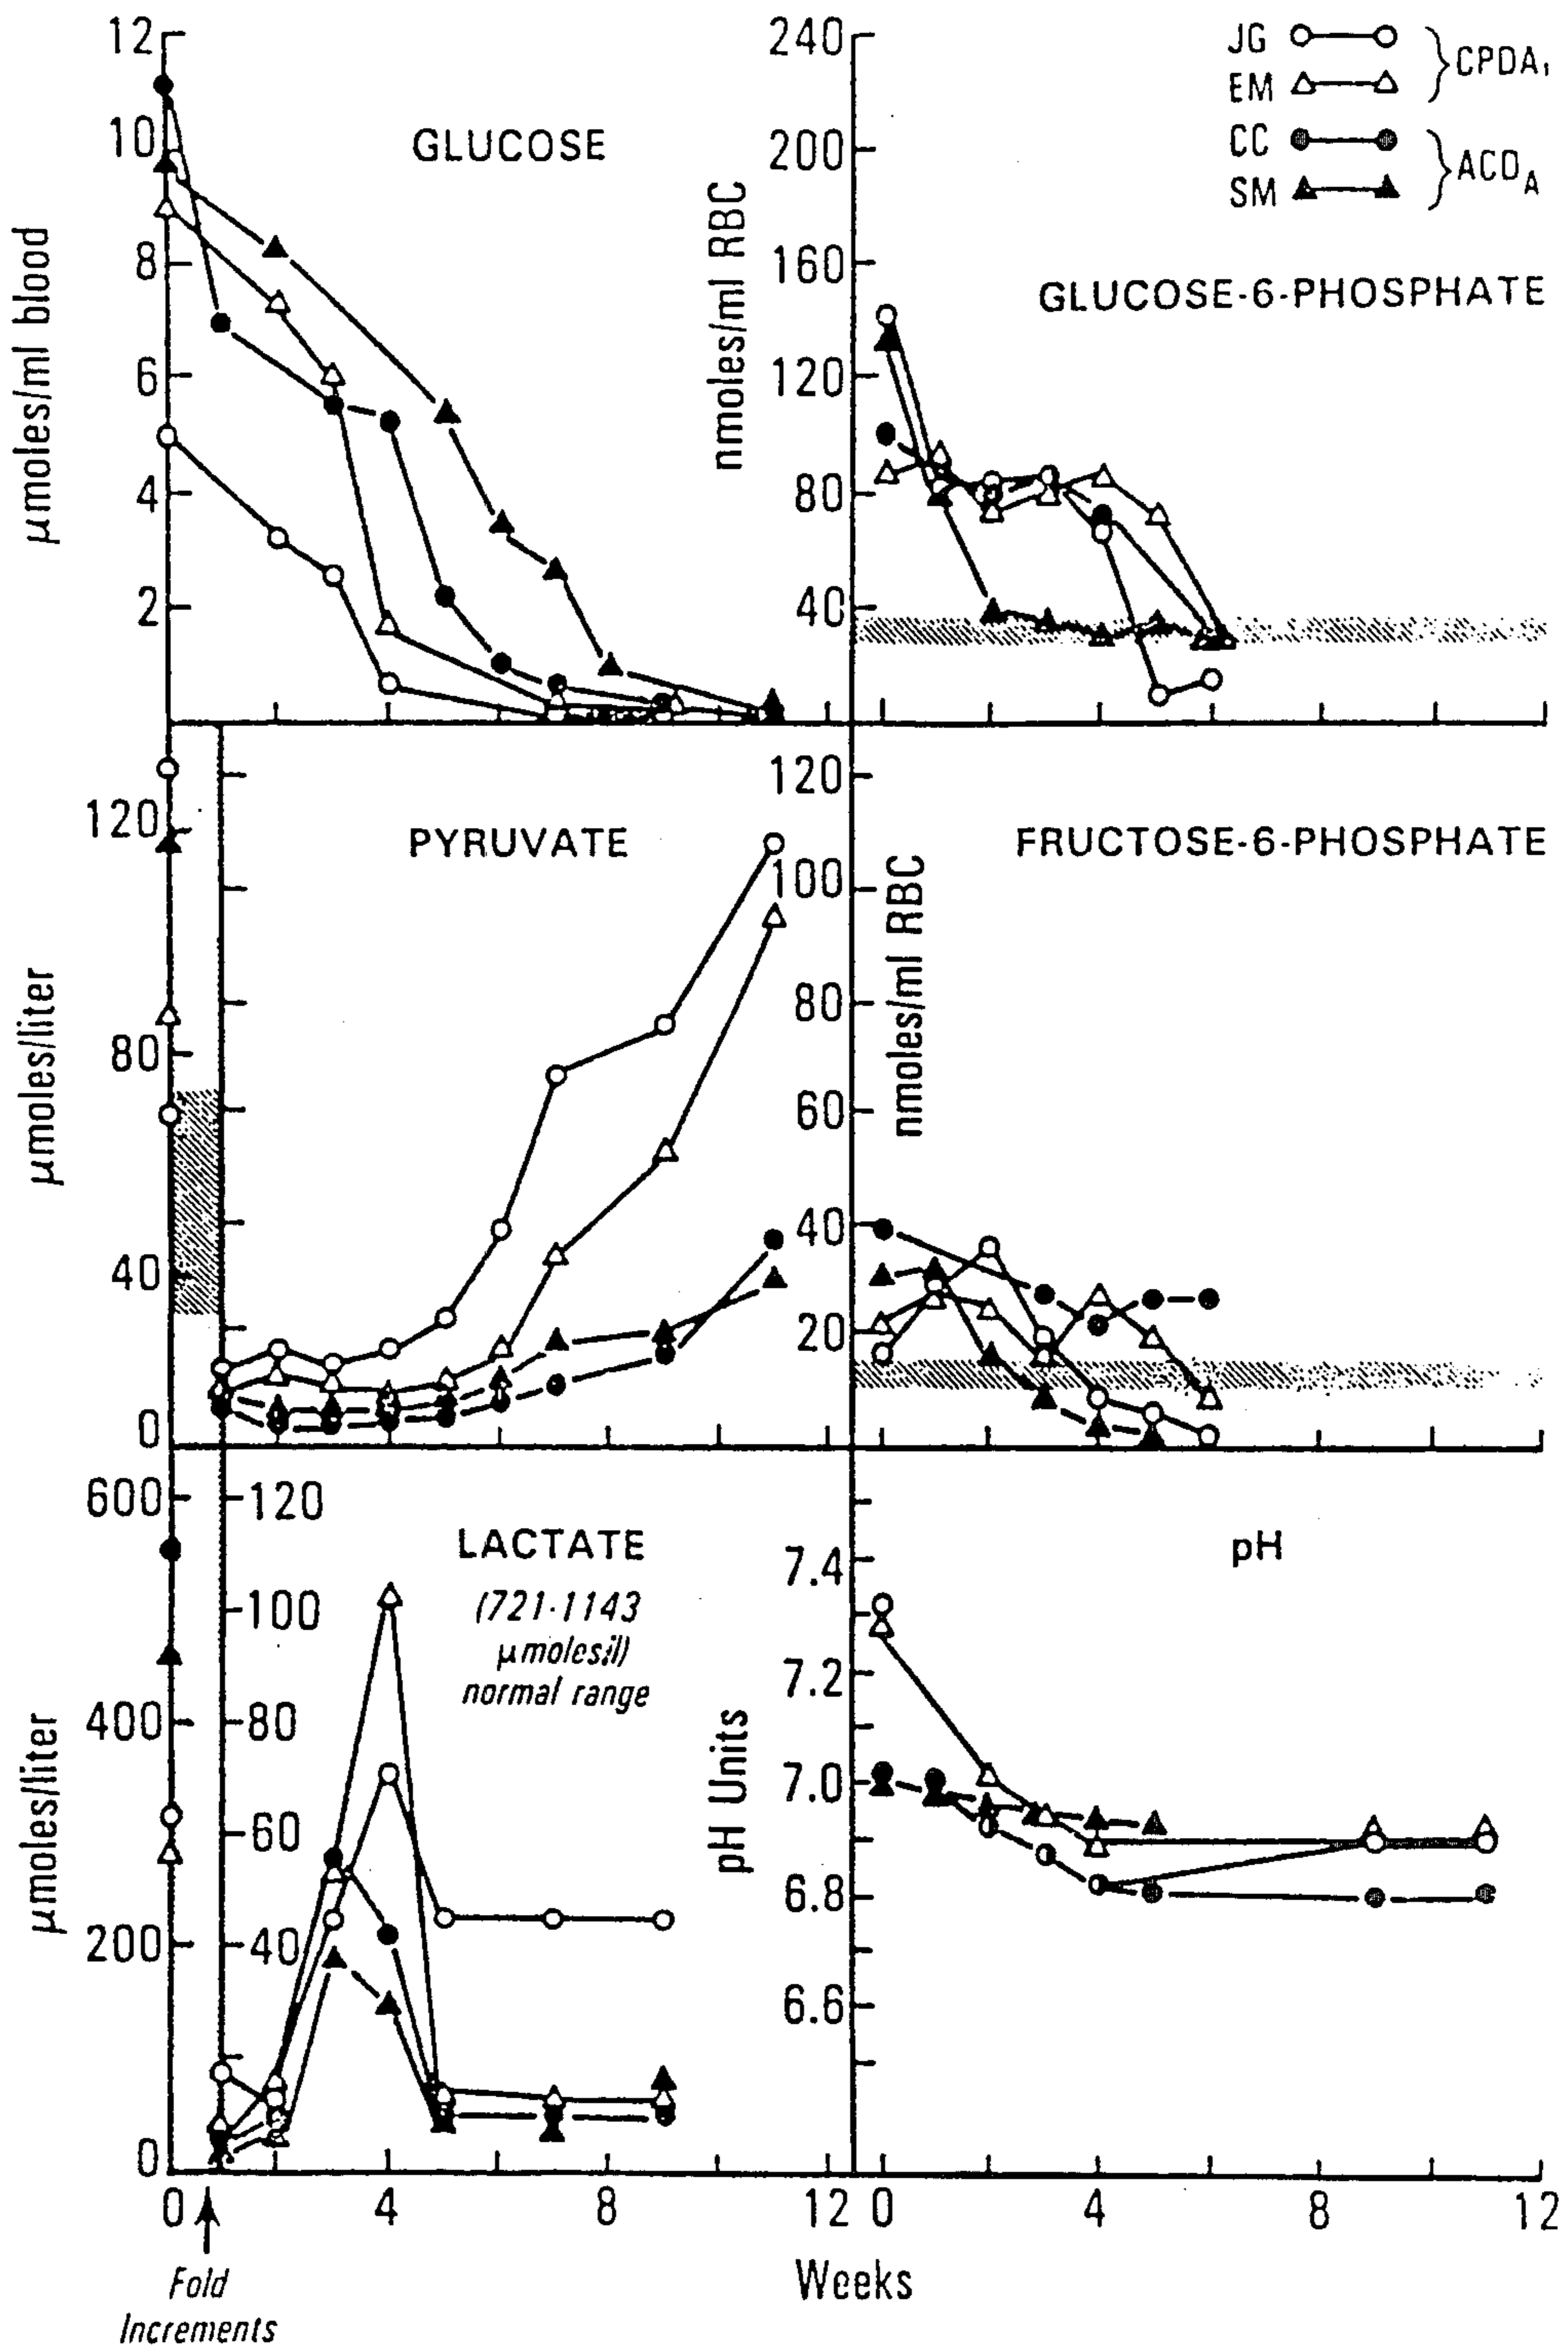 JG CPDA₁
EM
CC ACD_A
SM
GLUCOSE
12
10
8
6
4
2
μmoles/ml blood
GLUCOSE-6-PHOSPHATE
240
200
160
120
80
40
nmoles/ml RBC
PYRUVATE
120
80
40
0
μmoles/liter
FRUCTOSE-6-PHOSPHATE
120
100
80
60
40
20
nmoles/ml RBC
LACTATE
(721-1143
μmoles/l)
normal range
600
400
200
0
μmoles/liter
120
100
80
60
40
pH
7.4
7.2
7.0
6.8
6.6
pH Units
0 4 8 12 0 4 8 12
Weeks
Fold
Increments